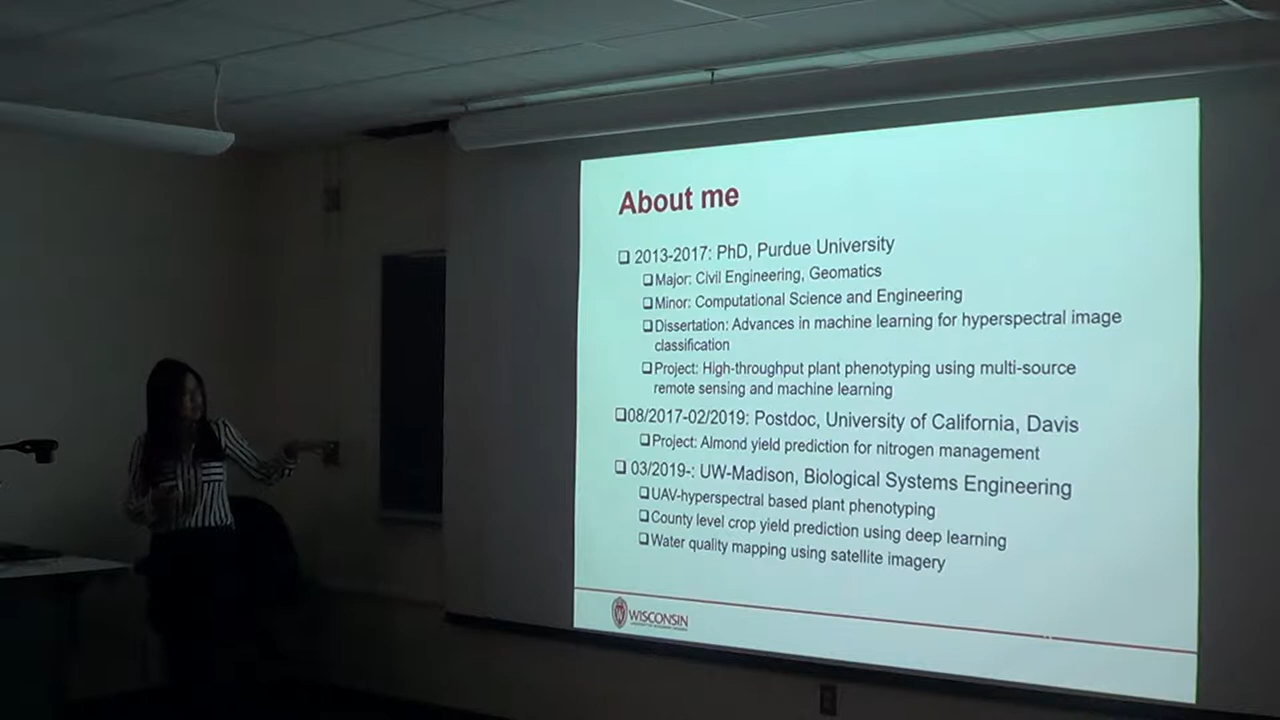 About me
2013-2017: PhD, Purdue University
Major: Civil Engineering, Geomatics
Minor: Computational Science and Engineering
Dissertation: Advances in machine learning for hyperspectral image
classification
Project: High-throughput plant phenotyping using multi-source
remote sensing and machine learning
08/2017-02/2019: Postdoc, University of California, Davis
Project: Almond yield prediction for nitrogen management
03/2019-: UW-Madison, Biological Systems Engineering
UAV-hyperspectral based plant phenotyping
County level crop yield prediction using deep learning
Water quality mapping using satellite imagery
W
WISCONSIN